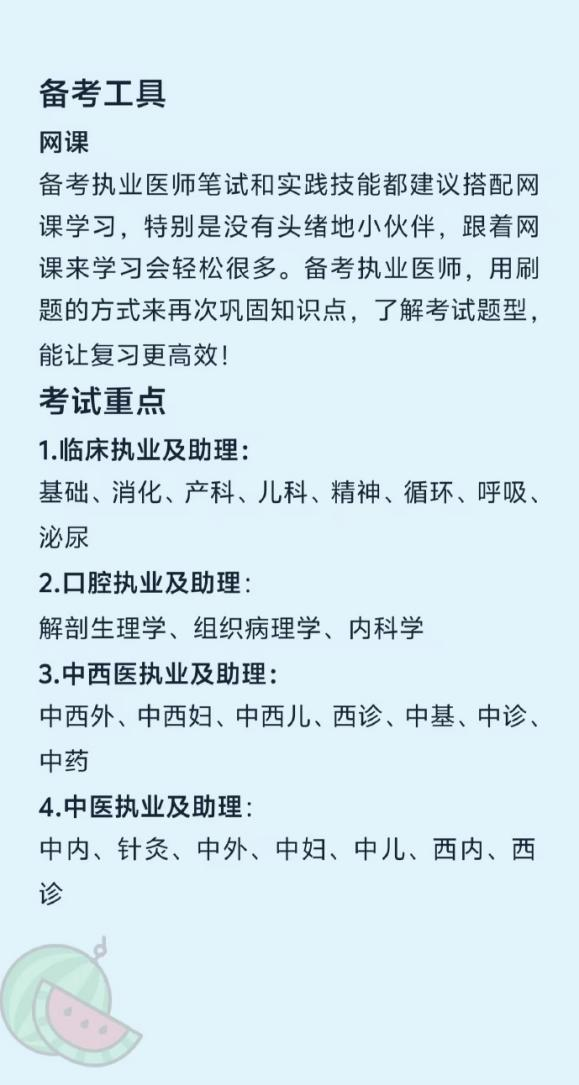 备考工具
网课
备考执业医师笔试和实践技能都建议搭配网
课学习，特别是没有头绪地小伙伴，跟着网
课来学习会轻松很多。备考执业医师，用刷
题的方式来再次巩固知识点，了解考试题型，
能让复习更高效！
考试重点
1.临床执业及助理：
基础、消化、产科、儿科、精神、循环、呼吸、
泌尿
2.口腔执业及助理：
解剖生理学、组织病理学、内科学
3.中西医执业及助理：
中西外、中西妇、中西儿、西诊、中基、中诊、
中药
4.中医执业及助理：
中内、针灸、中外、中妇、中儿、西内、西
诊